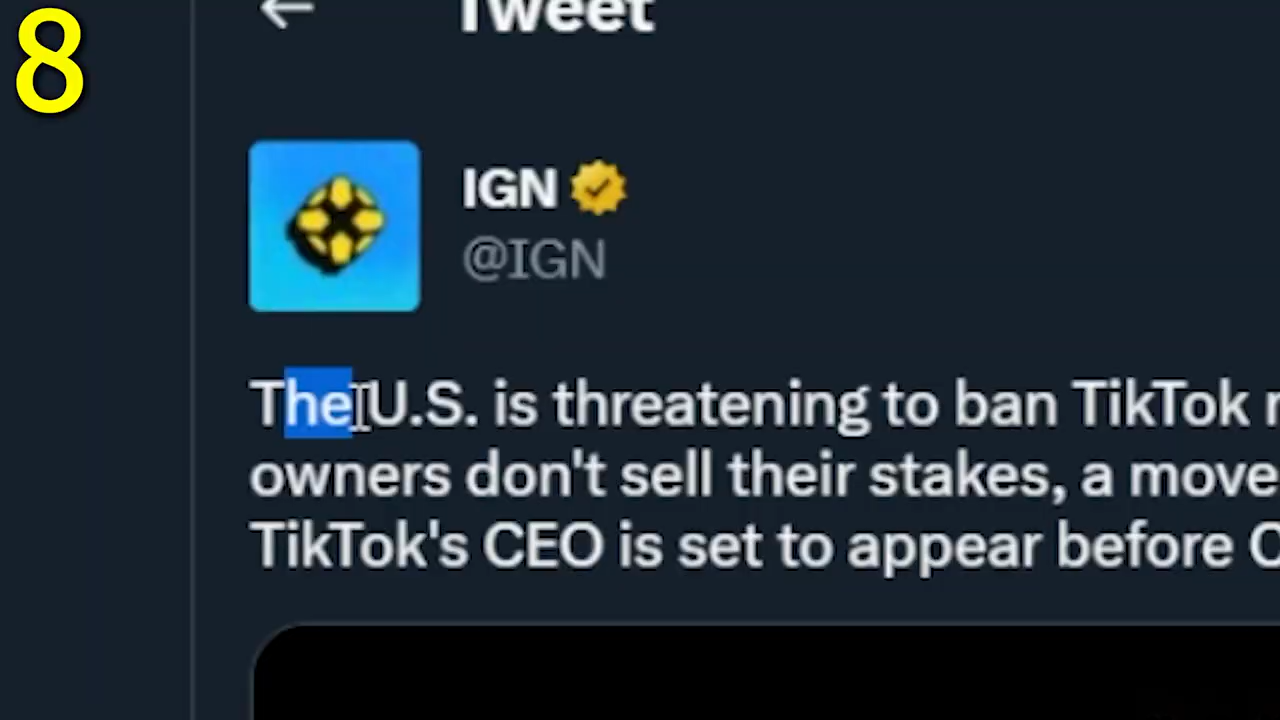 8
Tweet
IGN
@IGN
The U.S. is threatening to ban TikTok
owners don't sell their stakes, a move
TikTok's CEO is set to appear before